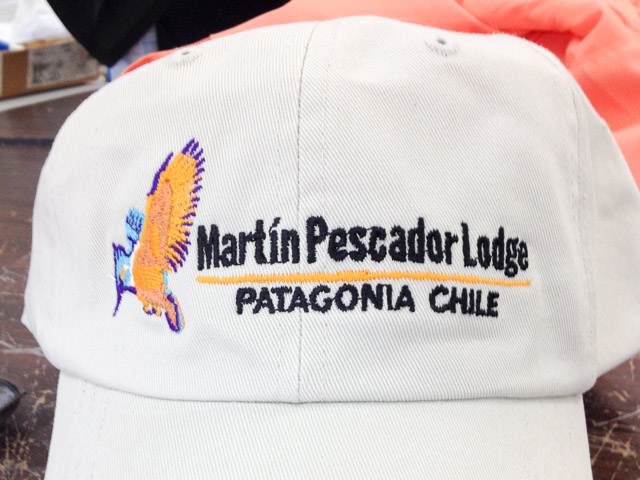 Martín Pescador Lodge
PATAGONIA CHILE